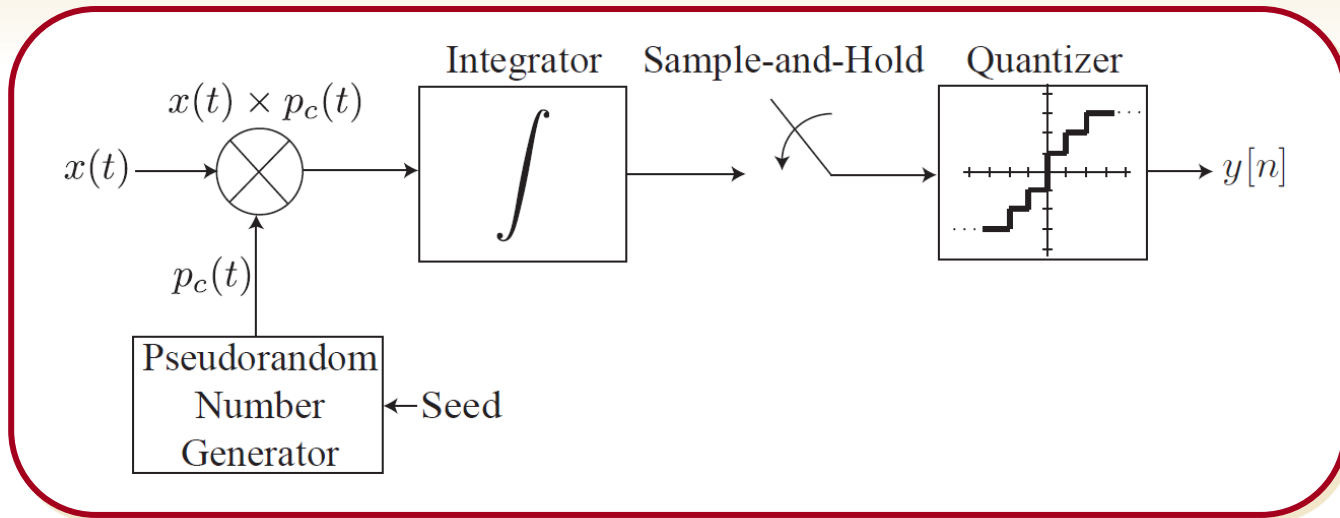 Integrator
Sample-and-Hold
Quantizer
x(t) × p_c(t)
x(t)
∫
y[n]
p_c(t)
Pseudorandom
Number
Generator
Seed